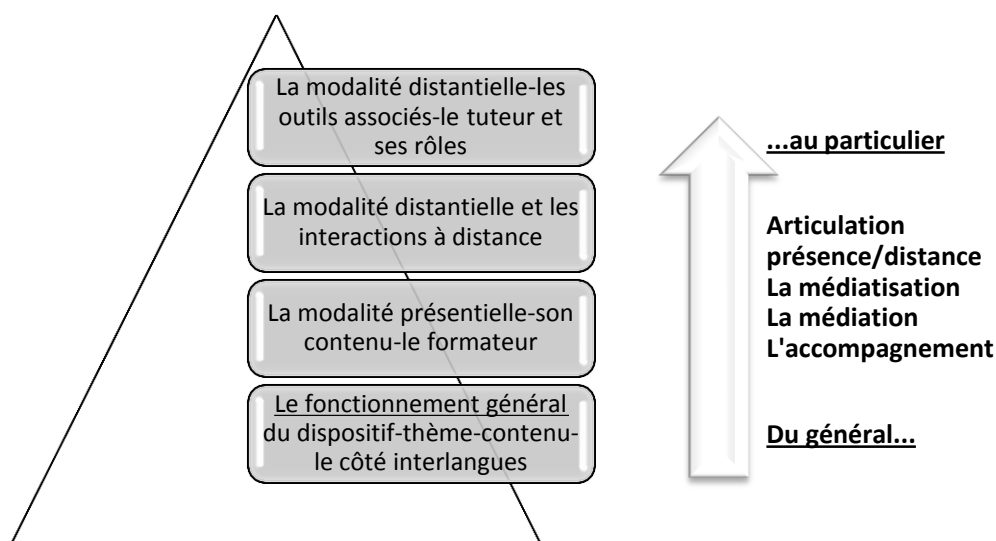 La modalité distantielle-les
outils associés-le tuteur et
ses rôles
La modalité distantielle et les
interactions à distance
La modalité présentielle-son
contenu-le formateur
Le fonctionnement général
du dispositif-thème-contenu-
le côté interlangues
...au particulier
Articulation
présence/distance
La médiatisation
La médiation
L'accompagnement
Du général...